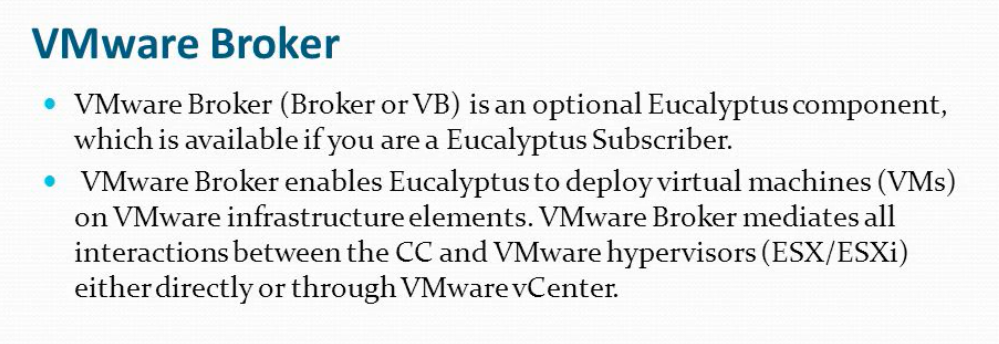 VMware Broker
• VMware Broker (Broker or VB) is an optional Eucalyptus component,
which is available if you are a Eucalyptus Subscriber.
• VMware Broker enables Eucalyptus to deploy virtual machines (VMs)
on VMware infrastructure elements. VMware Broker mediates all
interactions between the CC and VMware hypervisors (ESX/ESXi)
either directly or through VMware vCenter.